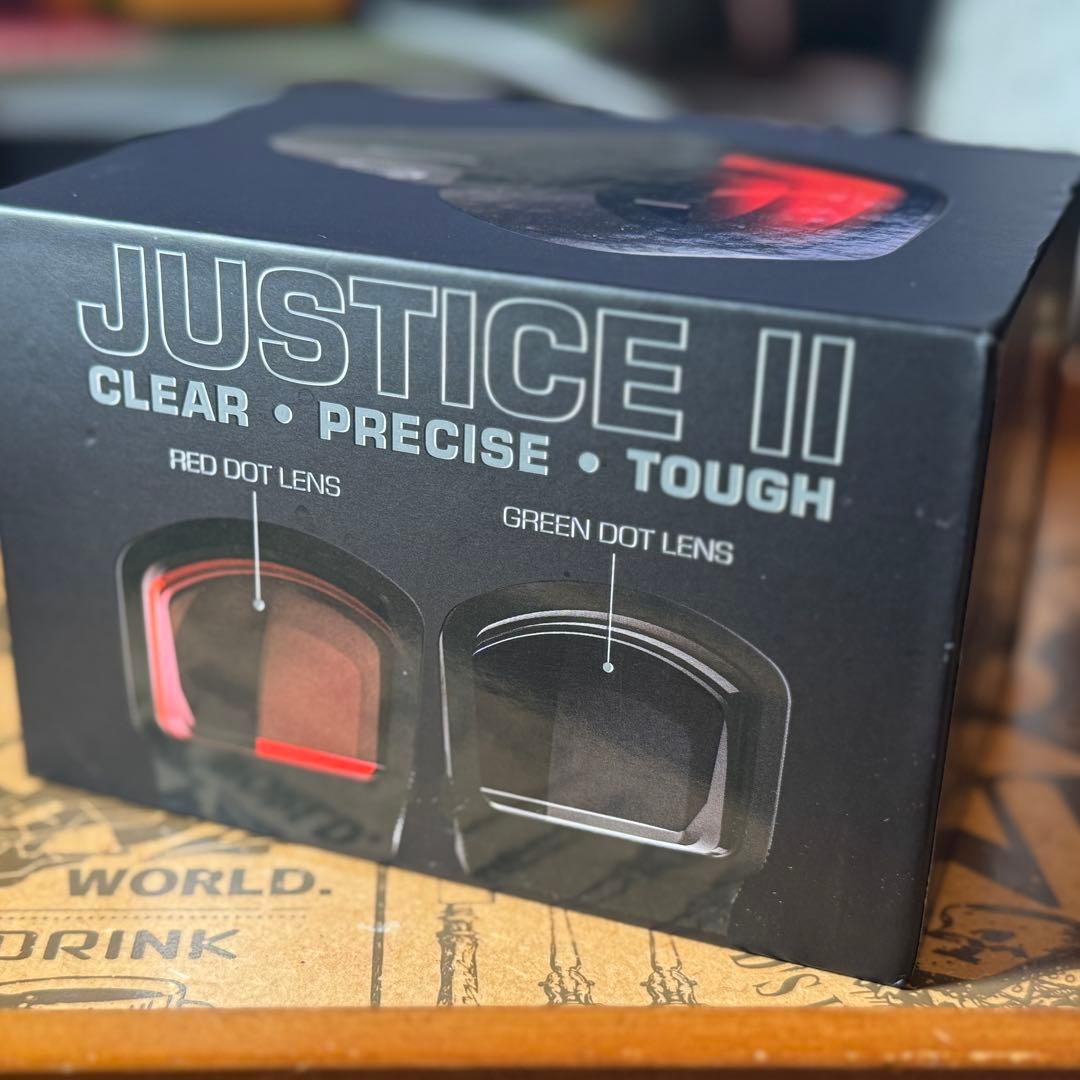 JUSTICE II
CLEAR • PRECISE • TOUGH
RED DOT LENS
GREEN DOT LENS
WORLD.
DRINK